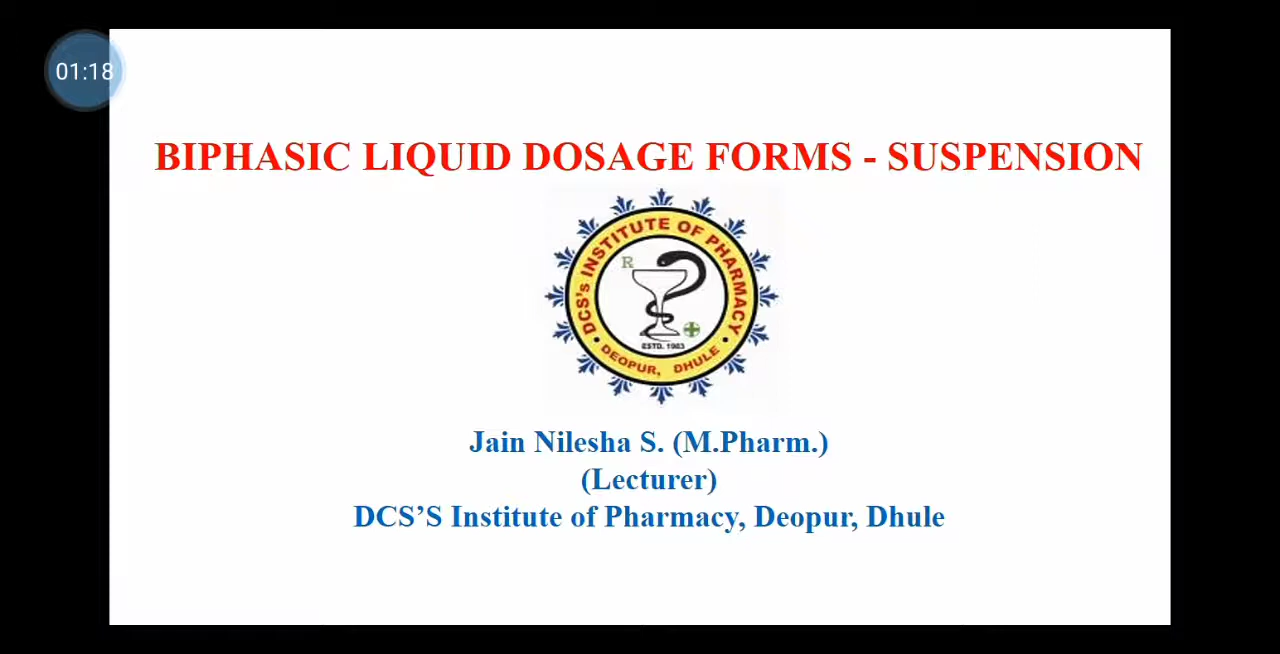 01:18
BIPHASIC LIQUID DOSAGE FORMS - SUSPENSION
DCS's INSTITUTE OF PHARMACY
R
ESTD. 1983
DEOPUR, DHULE
Jain Nilesha S. (M.Pharm.)
(Lecturer)
DCS’S Institute of Pharmacy, Deopur, Dhule